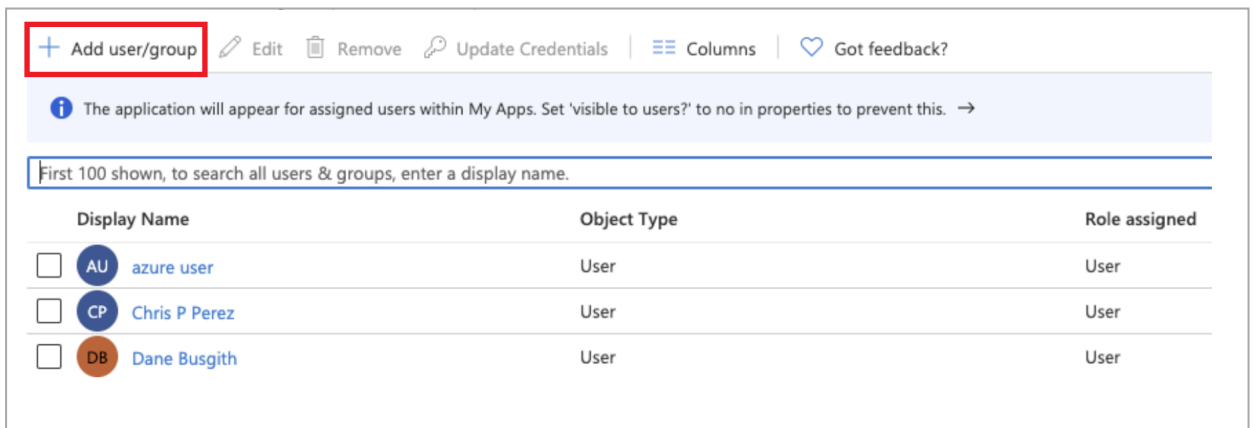 Add user/group Edit Remove Update Credentials Columns Got feedback?
The application will appear for assigned users within My Apps. Set 'visible to users?' to no in properties to prevent this. →
First 100 shown, to search all users & groups, enter a display name.
Display Name Object Type Role assigned
AU azure user User User
CP Chris P Perez User User
DB Dane Busgith User User